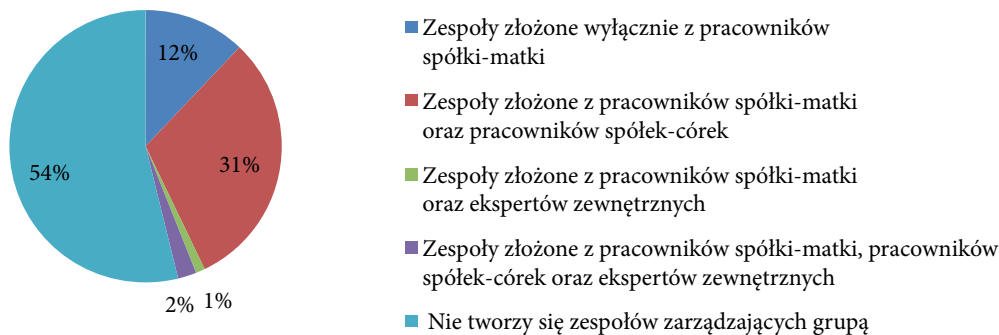 12%
31%
54%
2% 1%
Zespoły złożone wyłącznie z pracowników
spółki-matki
Zespoły złożone z pracowników spółki-matki
oraz pracowników spółek-córek
Zespoły złożone z pracowników spółki-matki
oraz ekspertów zewnętrznych
Zespoły złożone z pracowników spółki-matki, pracowników
spółek-córek oraz ekspertów zewnętrznych
Nie tworzy się zespołów zarządzających grupą